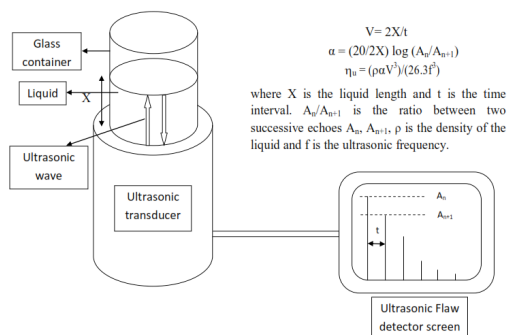 Glass
container
Liquid
X
Ultrasonic
wave
Ultrasonic
transducer
V= 2X/t
α = (20/2X) log (Aₙ/Aₙ₊₁)
ηᵤ = (ραV³)/(26.3f³)
where X is the liquid length and t is the time
interval. Aₙ/Aₙ₊₁ is the ratio between two
successive echoes Aₙ, Aₙ₊₁, ρ is the density of the
liquid and f is the ultrasonic frequency.
Aₙ
Aₙ₊₁
t
Ultrasonic Flaw
detector screen